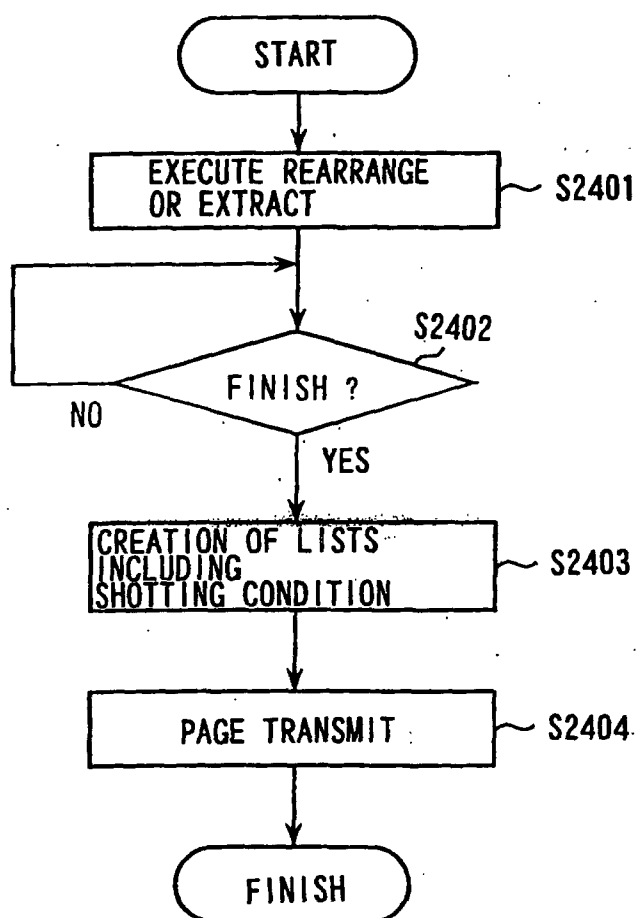 START
EXECUTE REARRANGE
OR EXTRACT
S2401
S2402
FINISH ?
NO
YES
CREATION OF LISTS
INCLUDING
SHOTTING CONDITION
S2403
PAGE TRANSMIT
S2404
FINISH